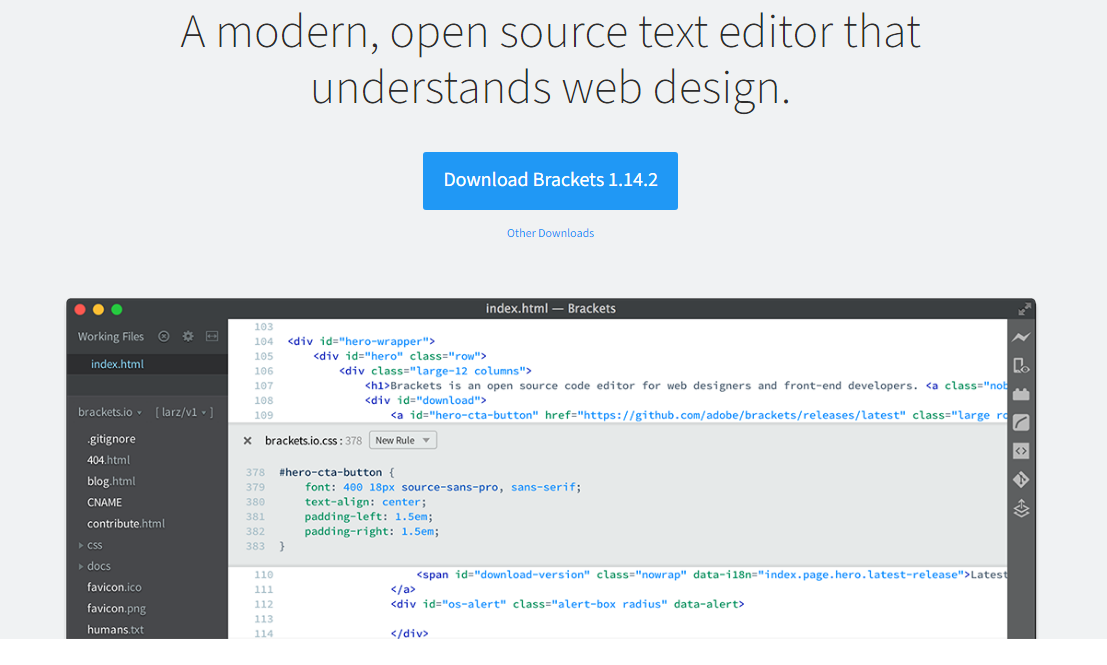 A modern, open source text editor that
understands web design.
Download Brackets 1.14.2
Other Downloads
index.html — Brackets
Working Files
index.html
brackets.io
[ larz/v1 ]
.gitignore
404.html
blog.html
CNAME
contribute.html
css
docs
favicon.ico
favicon.png
humans.txt
103
104 <div id="hero-wrapper">
105 <div id="hero" class="row">
106 <div class="large-12 columns">
107 <h1>Brackets is an open source code editor for web designers and front-end developers. <a class="nob
108 <div id="download">
109 <a id="hero-cta-button" href="https://github.com/adobe/brackets/releases/latest" class="large ro
× brackets.io.css : 378 New Rule
378 #hero-cta-button {
379 font: 400 18px source-sans-pro, sans-serif;
380 text-align: center;
381 padding-left: 1.5em;
382 padding-right: 1.5em;
383 }
110 <span id="download-version" class="nowrap" data-i18n="index.page.hero.latest-release">Latest
111 </a>
112 <div id="os-alert" class="alert-box radius" data-alert>
113
114 </div>